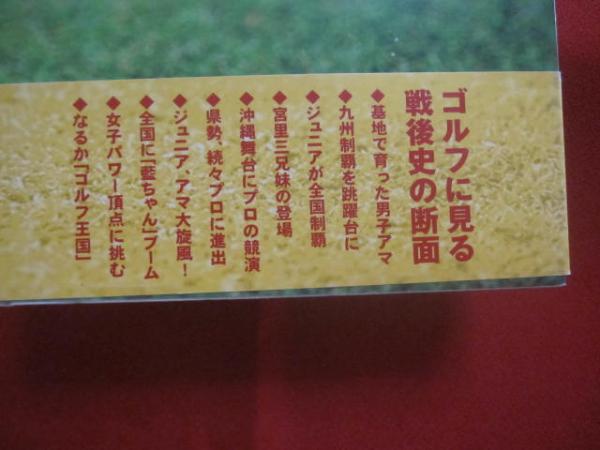 ゴルフに見る
戦後史の断面
◆基地で育った男子アマ
◆九州制覇を跳躍台に
◆ジュニアが全国制覇
◆宮里三兄妹の登場
◆沖縄舞台にプロの競演
◆県勢、続々プロに進出
◆ジュニア、アマ大旋風！
◆全国に「藍ちゃん」ブーム
◆女子パワー頂点に挑む
◆なるか「ゴルフ王国」